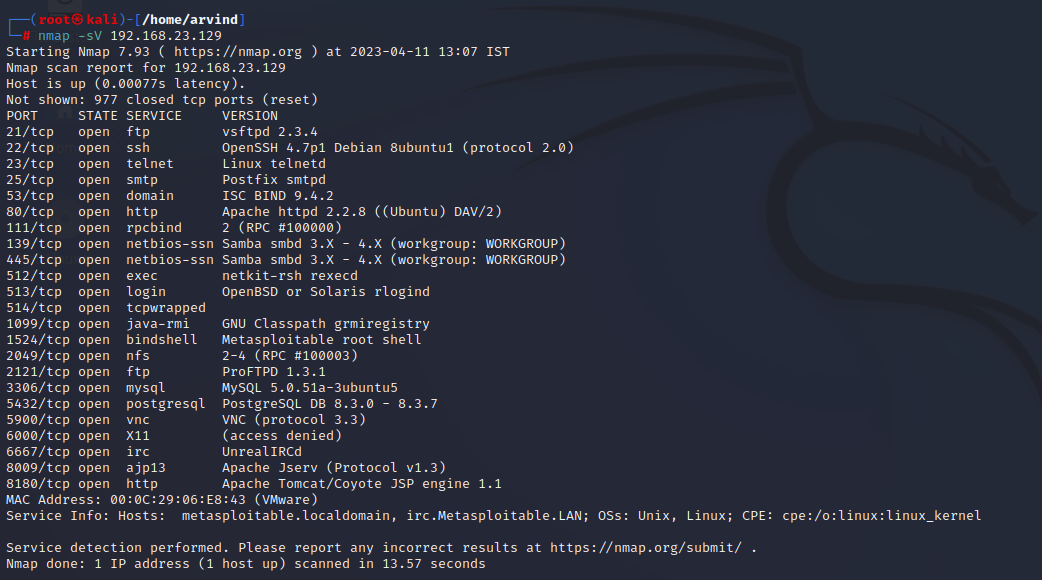 ┌──(root㉿kali)-[/home/arvind]
└─# nmap -sV 192.168.23.129
Starting Nmap 7.93 ( https://nmap.org ) at 2023-04-11 13:07 IST
Nmap scan report for 192.168.23.129
Host is up (0.00077s latency).
Not shown: 977 closed tcp ports (reset)
PORT     STATE SERVICE     VERSION
21/tcp   open  ftp         vsftpd 2.3.4
22/tcp   open  ssh         OpenSSH 4.7p1 Debian 8ubuntu1 (protocol 2.0)
23/tcp   open  telnet      Linux telnetd
25/tcp   open  smtp        Postfix smtpd
53/tcp   open  domain      ISC BIND 9.4.2
80/tcp   open  http        Apache httpd 2.2.8 ((Ubuntu) DAV/2)
111/tcp  open  rpcbind     2 (RPC #100000)
139/tcp  open  netbios-ssn Samba smbd 3.X - 4.X (workgroup: WORKGROUP)
445/tcp  open  netbios-ssn Samba smbd 3.X - 4.X (workgroup: WORKGROUP)
512/tcp  open  exec        netkit-rsh rexecd
513/tcp  open  login       OpenBSD or Solaris rlogind
514/tcp  open  tcpwrapped
1099/tcp open  java-rmi    GNU Classpath grmiregistry
1524/tcp open  bindshell   Metasploitable root shell
2049/tcp open  nfs         2-4 (RPC #100003)
2121/tcp open  ftp         ProFTPD 1.3.1
3306/tcp open  mysql       MySQL 5.0.51a-3ubuntu5
5432/tcp open  postgresql  PostgreSQL DB 8.3.0 - 8.3.7
5900/tcp open  vnc         VNC (protocol 3.3)
6000/tcp open  X11         (access denied)
6667/tcp open  irc         UnrealIRCd
8009/tcp open  ajp13       Apache Jserv (Protocol v1.3)
8180/tcp open  http        Apache Tomcat/Coyote JSP engine 1.1
MAC Address: 00:0C:29:06:E8:43 (VMware)
Service Info: Hosts:  metasploitable.localdomain, irc.Metasploitable.LAN; OSs: Unix, Linux; CPE: cpe:/o:linux:linux_kernel
Service detection performed. Please report any incorrect results at https://nmap.org/submit/ .
Nmap done: 1 IP address (1 host up) scanned in 13.57 seconds